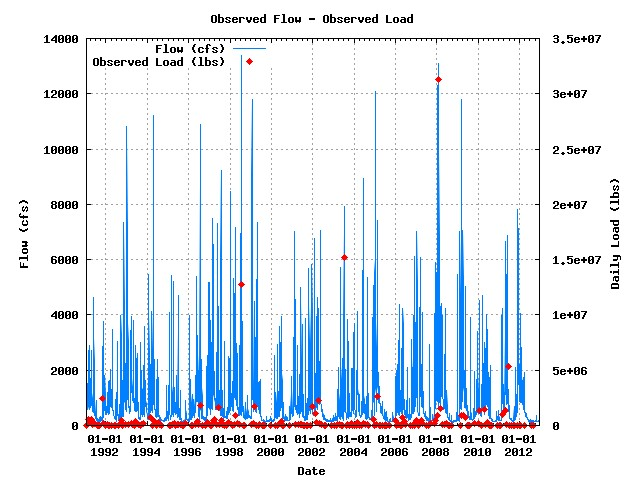 Observed Flow - Observed Load
Flow (cfs)
Observed Load (lbs)
14000
12000
10000
8000
6000
4000
2000
0
Flow (cfs)
3.5e+07
3e+07
2.5e+07
2e+07
1.5e+07
1e+07
5e+06
0
Daily Load (lbs)
01-01 01-01 01-01 01-01 01-01 01-01 01-01 01-01 01-01 01-01 01-01
1992 1994 1996 1998 2000 2002 2004 2006 2008 2010 2012
Date